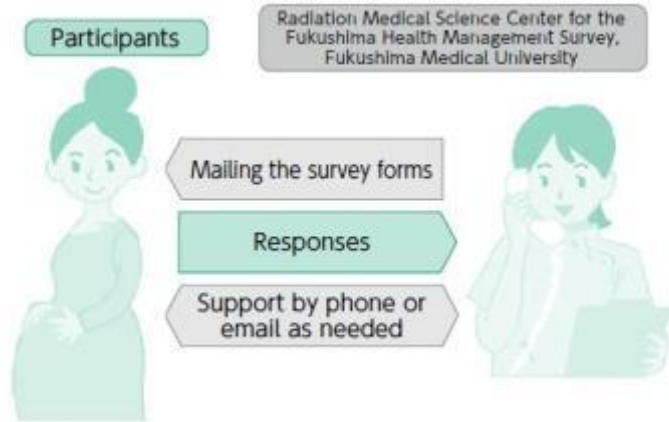 Participants
Radiation Medical Science Center for the
Fukushima Health Management Survey,
Fukushima Medical University
Mailing the survey forms
Responses
Support by phone or
email as needed